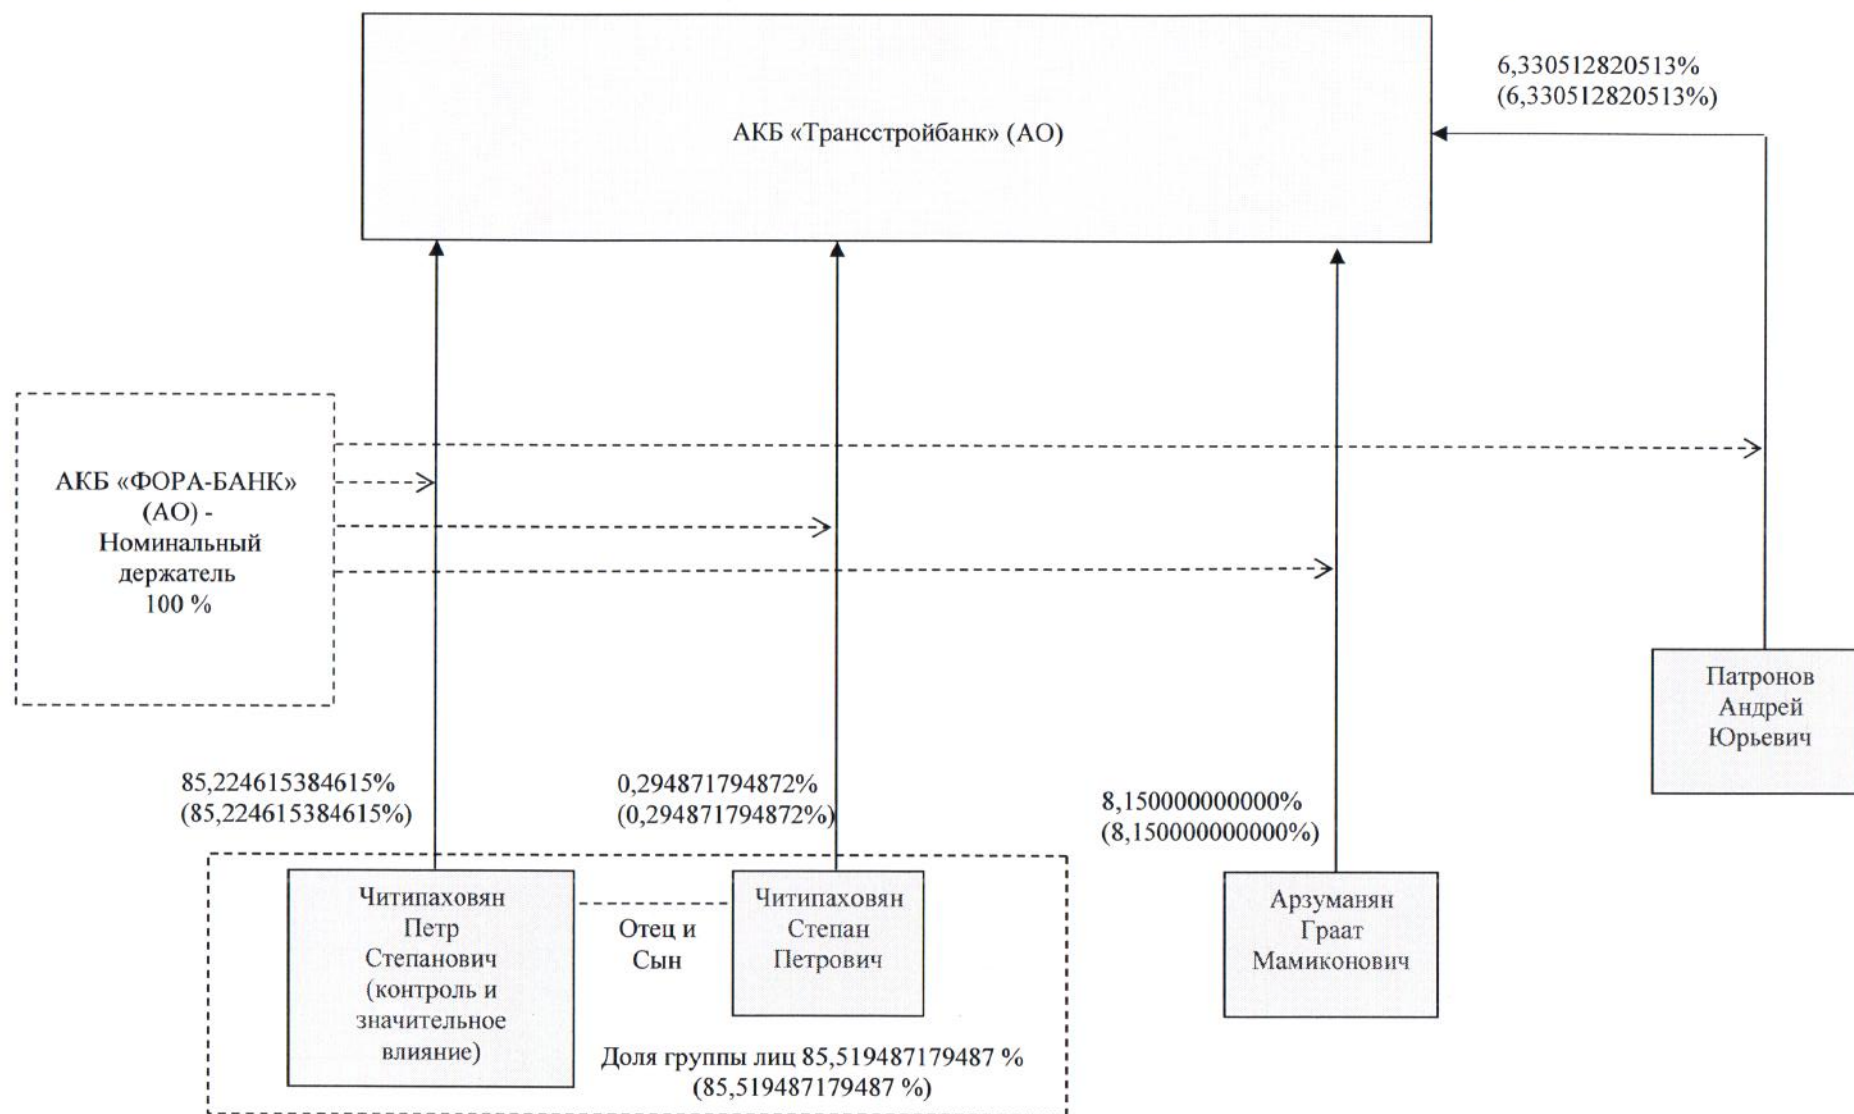 6,330512820513%
(6,330512820513%)
АКБ «Трансстройбанк» (АО)
АКБ «ФОРА-БАНК»
(АО) -
Номинальный
держатель
100 %
Патронов
Андрей
Юрьевич
85,224615384615%
(85,224615384615%)
0,294871794872%
(0,294871794872%)
8,150000000000%
(8,150000000000%)
Читипаховян
Петр
Степанович
(контроль и
значительное
влияние)
Отец и
Сын
Читипаховян
Степан
Петрович
Арзуманян
Граат
Мамиконович
Доля группы лиц 85,519487179487 %
(85,519487179487 %)